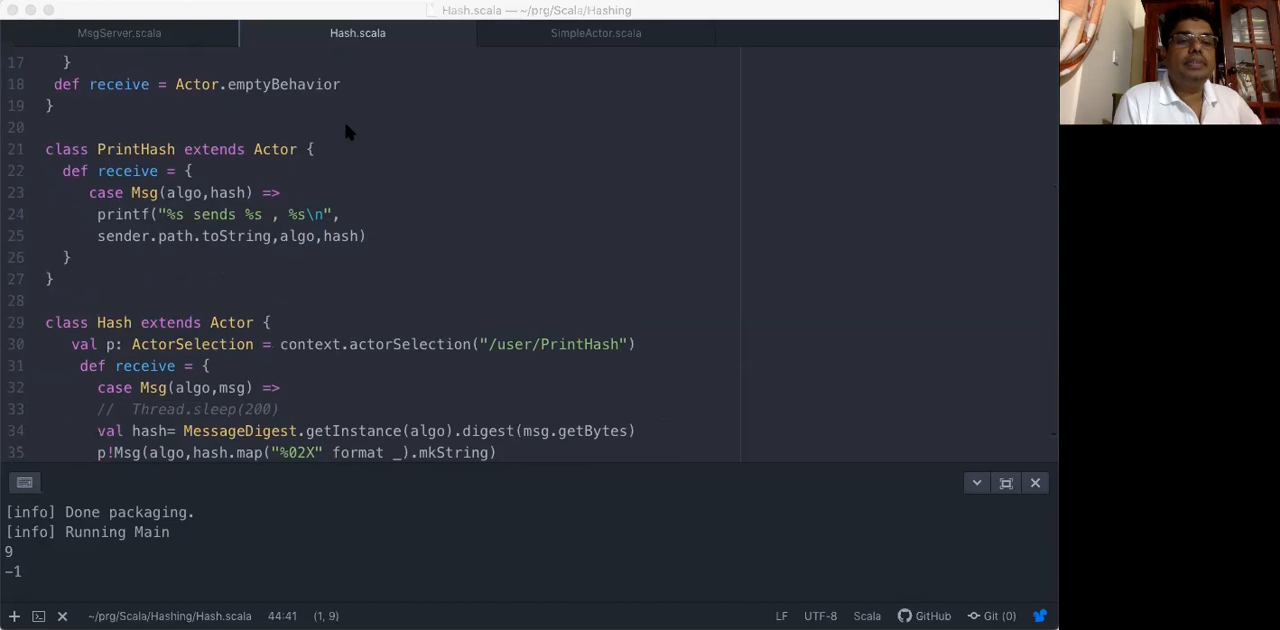 Hash.scala — ~/prg/Scala/Hashing
MsgServer.scala
Hash.scala
SimpleActor.scala
17 }
18 def receive = Actor.emptyBehavior
19 }
20
21 class PrintHash extends Actor {
22 def receive = {
23 case Msg(algo,hash) =>
24 printf("%s sends %s , %s\n",
25 sender.path.toString,algo,hash)
26 }
27 }
28
29 class Hash extends Actor {
30 val p: ActorSelection = context.actorSelection("/user/PrintHash")
31 def receive = {
32 case Msg(algo,msg) =>
33 // Thread.sleep(200)
34 val hash= MessageDigest.getInstance(algo).digest(msg.getBytes)
35 p!Msg(algo,hash.map("%02X" format _).mkString)
[info] Done packaging.
[info] Running Main
9
-1
~/prg/Scala/Hashing/Hash.scala 44:41 (1, 9) LF UTF-8 Scala GitHub Git (0)